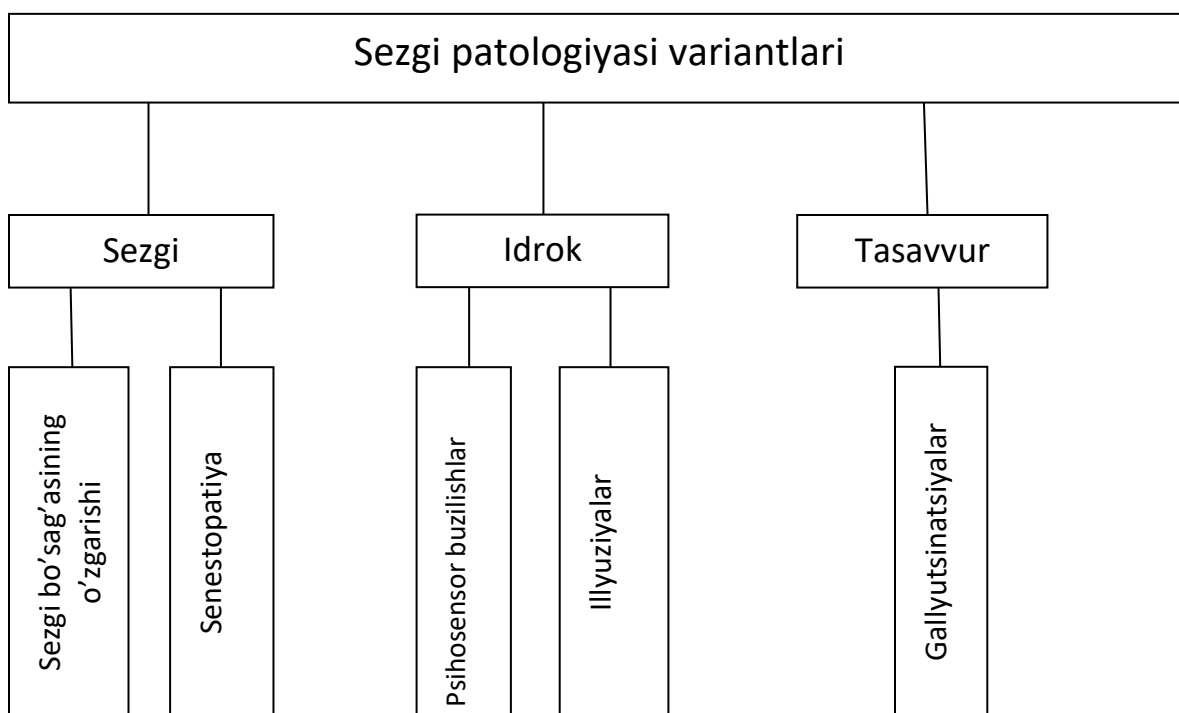 Sezgi patologiyasi variantlari
Sezgi
Idrok
Tasavvur
Sezgi bo’sag’asining
o’zgarishi
Senestopatiya
Psihosensor buzilishlar
Illyuziyalar
Gallyutsinatsiyalar